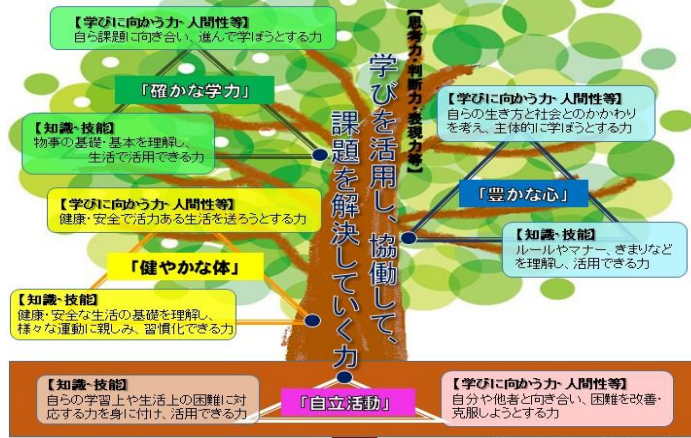 【学びに向かう力・人間性等】
自ら課題に向き合い、進んで学ぼうとする力
「確かな学力」
【知識・技能】
物事の基礎・基本を理解し、
生活で活用できる力
【思考力・判断力・表現力等】
学びを活用し、協働して、
課題を解決していく力
【学びに向かう力・人間性等】
自らの生き方と社会とのかかわり
を考え、主体的に学ぼうとする力
「豊かな心」
【知識・技能】
ルールやマナー、きまりなど
を理解し、活用できる力
【学びに向かう力・人間性等】
健康・安全で活力ある生活を送ろうとする力
「健やかな体」
【知識・技能】
健康・安全な生活の基礎を理解し、
様々な運動に親しみ、習慣化できる力
【知識・技能】
自らの学習上や生活上の困難に対
応する力を身に付け、活用できる力
「自立活動」
【学びに向かう力・人間性等】
自分や他者と向き合い、困難を改善・
克服しようとする力